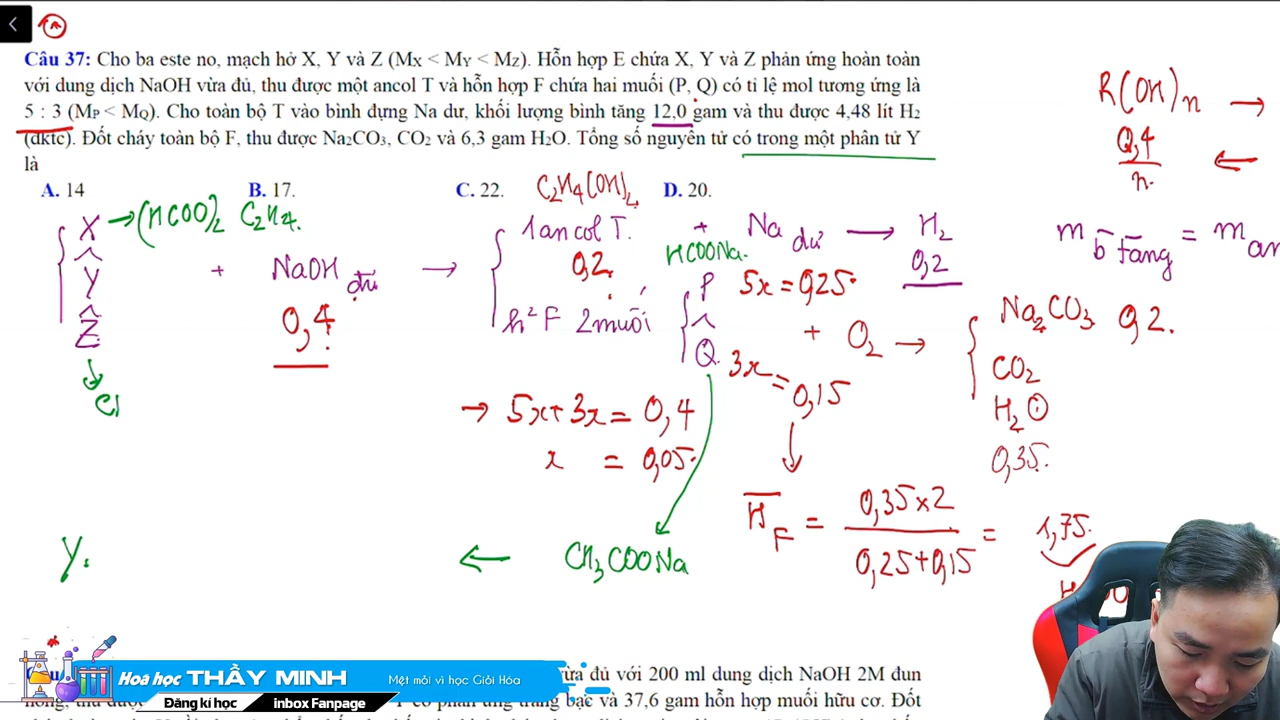 Câu 37: Cho ba este no, mạch hở X, Y và Z (MX < MY < MZ). Hỗn hợp E chứa X, Y và Z phản ứng hoàn toàn
với dung dịch NaOH vừa đủ, thu được một ancol T và hỗn hợp F chứa hai muối (P, Q) có tỉ lệ mol tương ứng là
5 : 3 (MP < MQ). Cho toàn bộ T vào bình đựng Na dư, khối lượng bình tăng 12,0 gam và thu được 4,48 lít H2
(đktc). Đốt cháy toàn bộ F, thu được Na2CO3, CO2 và 6,3 gam H2O. Tổng số nguyên tử có trong một phân tử Y
là
A. 14 B. 17. C. 22. D. 20.
R(OH)n →
0,4/n ←
C2H4(OH)2
X → (HCOO)2 C2H4
Y
Z
+ NaOH đủ →
0,4
1 ancol T.
0,2
h² F 2 muối
+ Na dư → H2
0,2
m b tăng = m an
HCOONa
P 5x = 0,25
Q 3x = 0,15
+ O2 →
Na2CO3 0,2
CO2
H2O
0,35
→ 5x + 3x = 0,4
x = 0,05
H F = 0,35 x 2 / 0,25 + 0,15 = 1,75
← CH3COONa
Y:
Hoá học THẦY MINH
Mệt mỏi vì học Giỏi Hóa
Đăng kí học inbox Fanpage
vừa đủ với 200 ml dung dịch NaOH 2M đun
có phản ứng tráng bạc và 37,6 gam hỗn hợp muối hữu cơ. Đốt